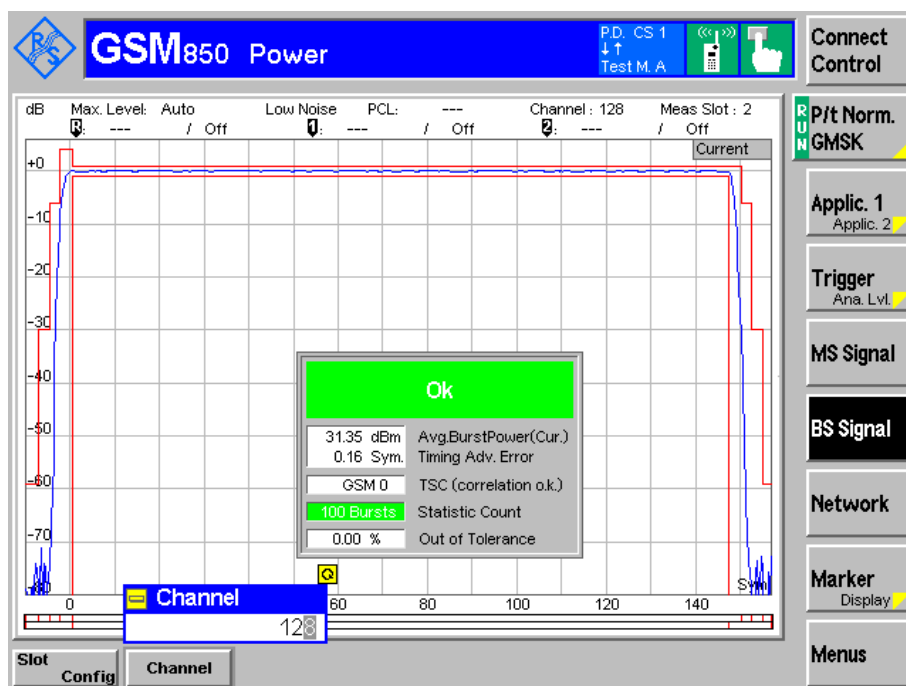 R&S
GSM850 Power
P.D. CS 1
Test M. A
Connect
Control
dB Max. Level: Auto Low Noise PCL: --- Channel : 128 Meas Slot : 2
R: --- / Off 1: --- / Off 2: --- / Off
Current
RUN
P/t Norm.
GMSK
+0
-10
-20
-30
-40
-50
-60
-70
Applic. 1
Applic. 2
Trigger
Ana. Lvl.
MS Signal
BS Signal
Network
Marker
Display
Menus
Ok
31.35 dBm Avg.BurstPower(Cur.)
0.16 Sym. Timing Adv. Error
GSM 0 TSC (correlation o.k.)
100 Bursts Statistic Count
0.00 % Out of Tolerance
0 60 80 100 120 140
Channel
128
Slot
Config
Channel